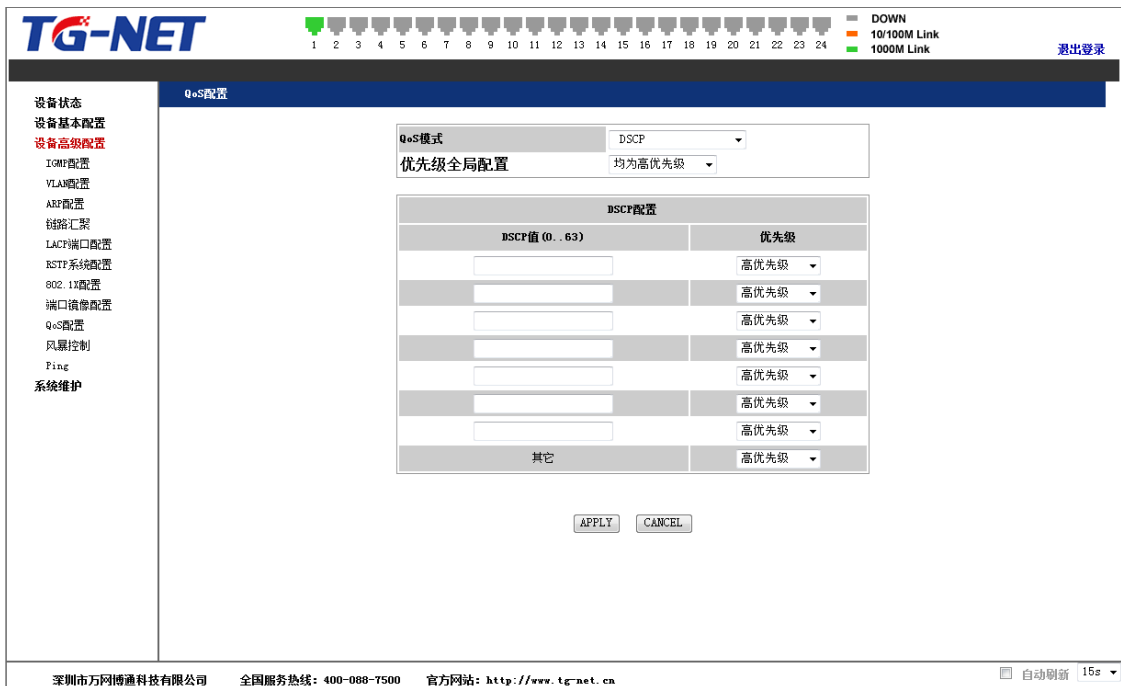 TG-NET
1 2 3 4 5 6 7 8 9 10 11 12 13 14 15 16 17 18 19 20 21 22 23 24
DOWN
10/100M Link
1000M Link
退出登录
设备状态
设备基本配置
设备高级配置
IGMP配置
VLAN配置
ARP配置
链路汇聚
LACP端口配置
RSTP系统配置
802.1X配置
端口镜像配置
QoS配置
风暴控制
Ping
系统维护
QoS配置
QoS模式 DSCP
优先级全局配置 均为高优先级
DSCP配置
DSCP值(0..63) 优先级
高优先级
高优先级
高优先级
高优先级
高优先级
高优先级
高优先级
其它 高优先级
APPLY CANCEL
深圳市万网博通科技有限公司 全国服务热线: 400-088-7500 官方网站: http://www.tg-net.cn
自动刷新 15s